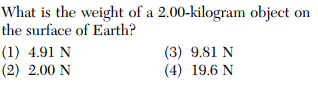 What is the weight of a 2.00-kilogram object on
the surface of Earth?
(1) 4.91 N (3) 9.81 N
(2) 2.00 N (4) 19.6 N